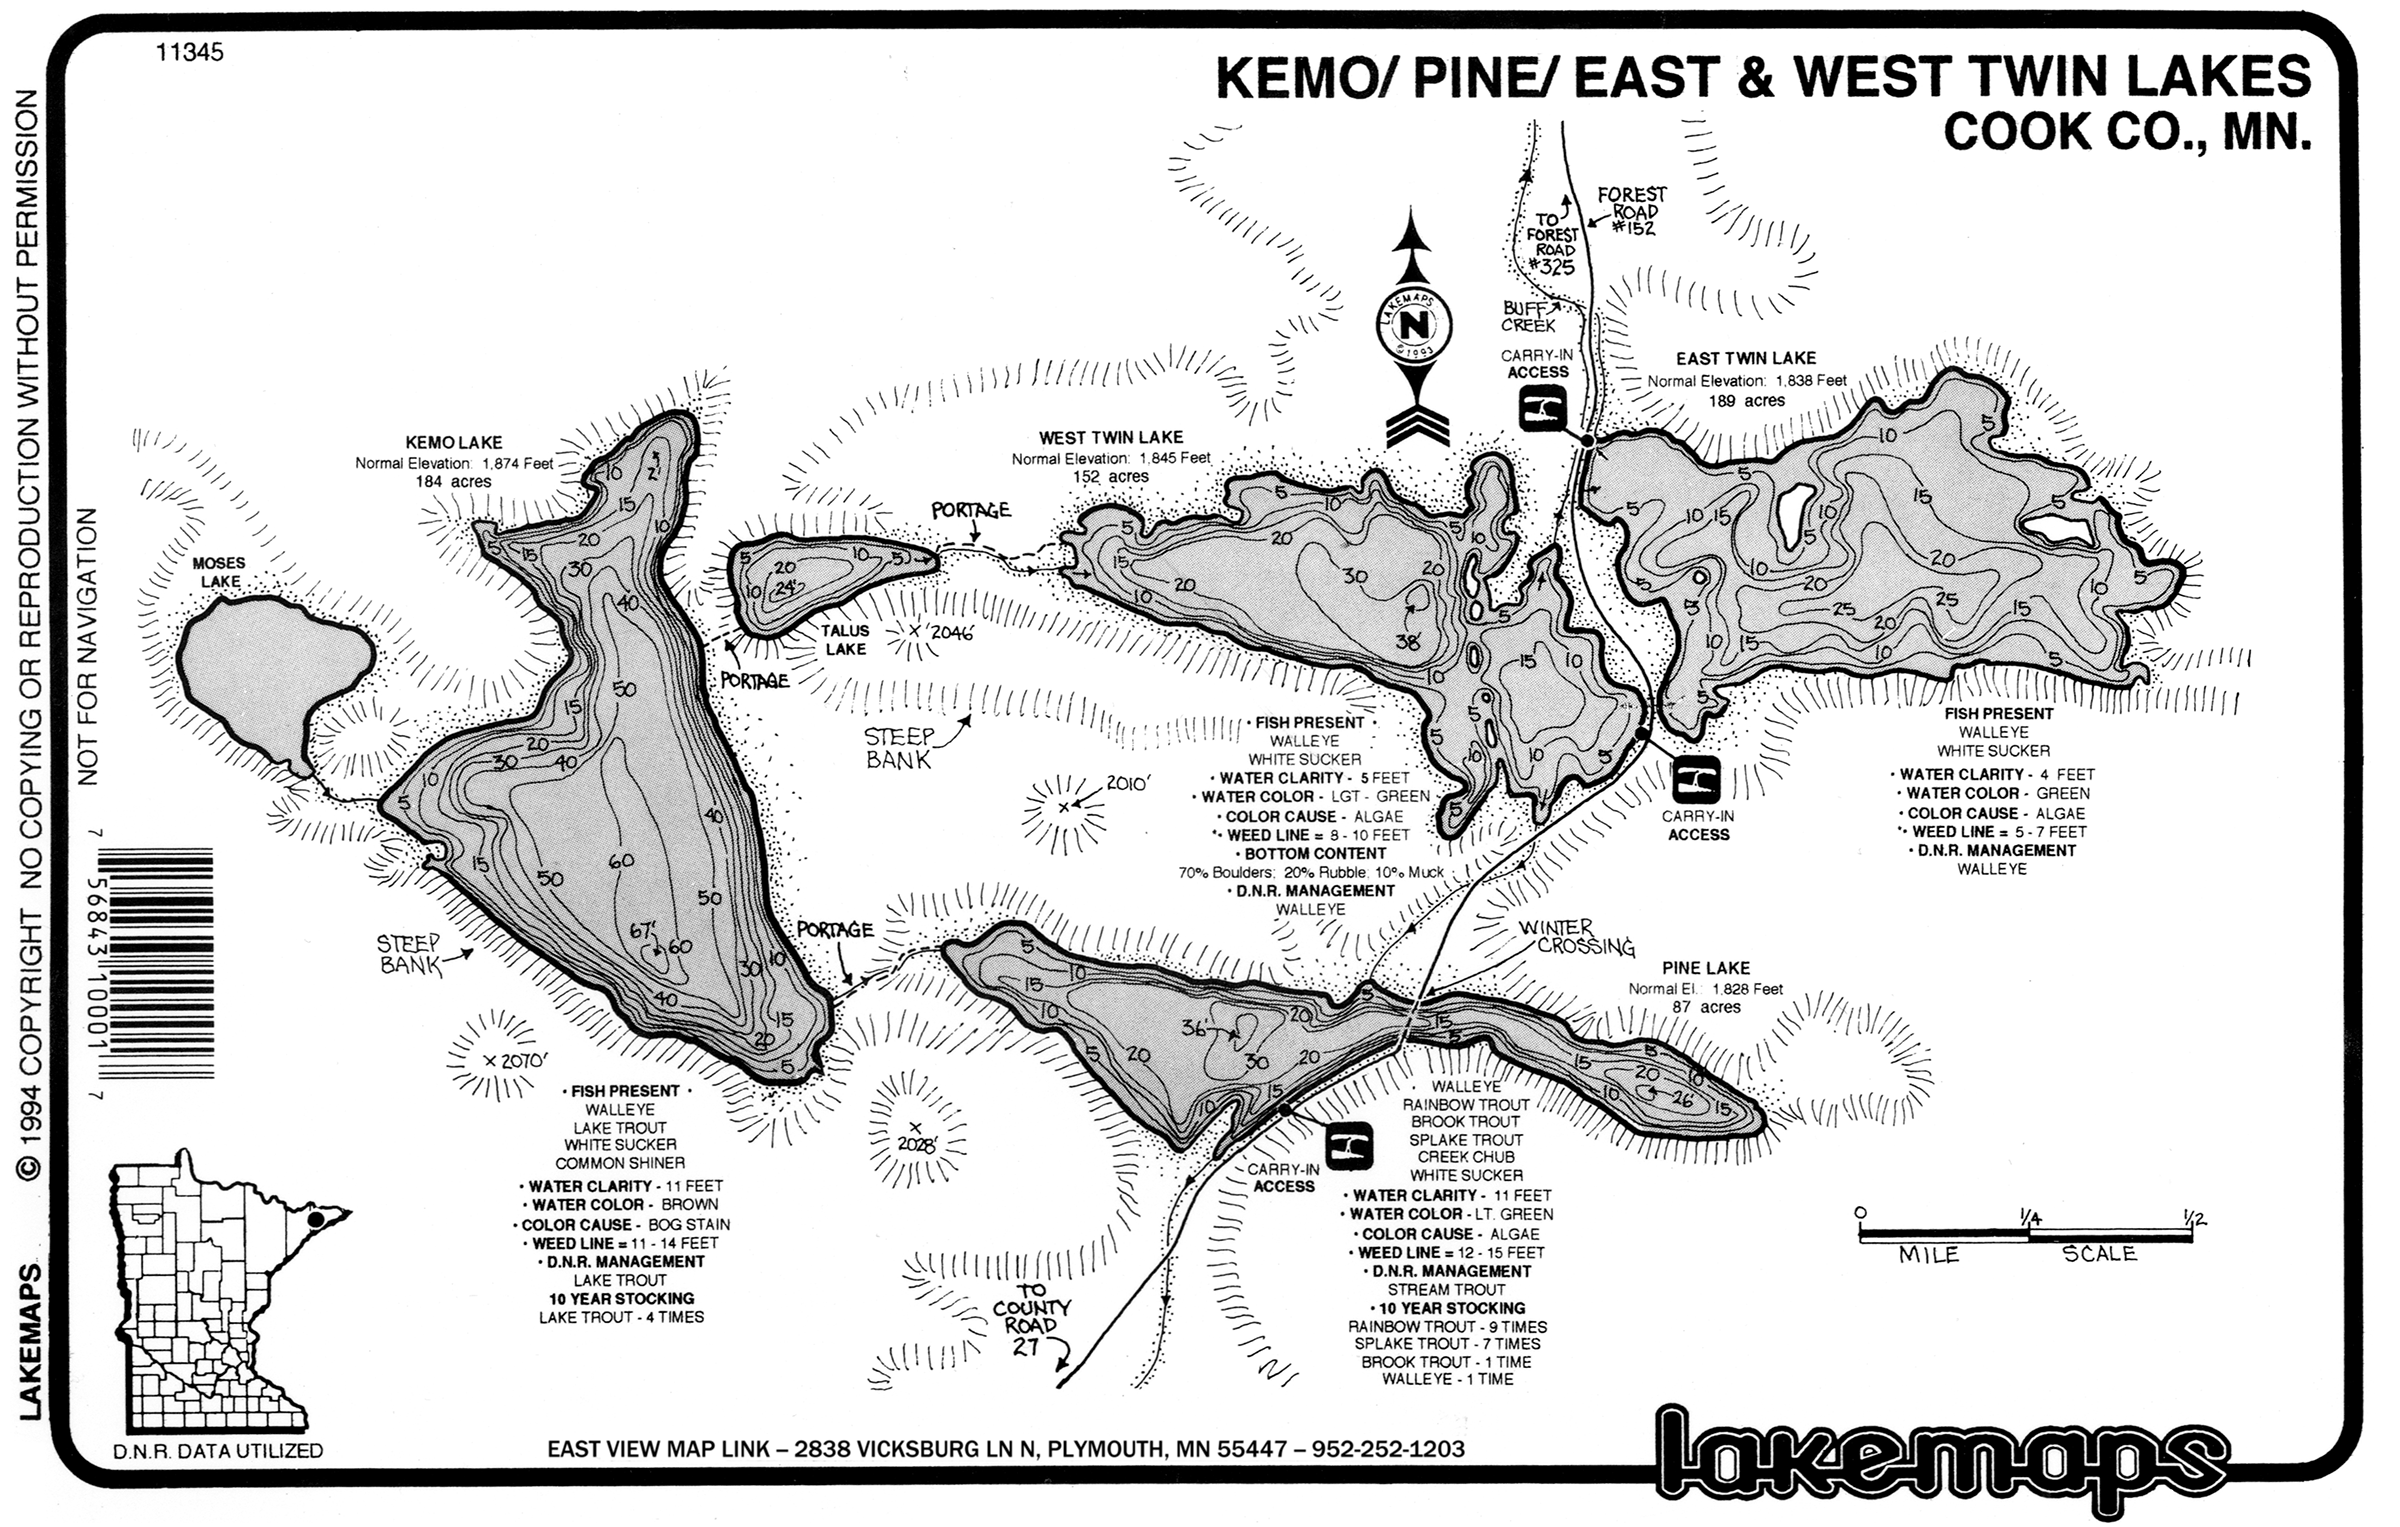 11345
KEMO/ PINE/ EAST & WEST TWIN LAKES
COOK CO., MN.
LAKEMAPS © 1994 COPYRIGHT NO COPYING OR REPRODUCTION WITHOUT PERMISSION
NOT FOR NAVIGATION
FOREST
ROAD
#152
TO
FOREST
ROAD
#325
BUFF
CREEK
CARRY-IN
ACCESS
LAKEMAPS
N
©1993
EAST TWIN LAKE
Normal Elevation: 1,838 Feet
189 acres
KEMO LAKE
Normal Elevation: 1,874 Feet
184 acres
WEST TWIN LAKE
Normal Elevation: 1,845 Feet
152 acres
MOSES
LAKE
PORTAGE
TALUS
LAKE
2046'
PORTAGE
STEEP
BANK
2010'
• FISH PRESENT •
WALLEYE
WHITE SUCKER
• WATER CLARITY - 5 FEET
• WATER COLOR - LGT - GREEN
• COLOR CAUSE - ALGAE
• WEED LINE = 8 - 10 FEET
• BOTTOM CONTENT
70% Boulders; 20% Rubble; 10% Muck
• D.N.R. MANAGEMENT
WALLEYE
CARRY-IN
ACCESS
FISH PRESENT
WALLEYE
WHITE SUCKER
• WATER CLARITY - 4 FEET
• WATER COLOR - GREEN
• COLOR CAUSE - ALGAE
• WEED LINE = 5 - 7 FEET
• D.N.R. MANAGEMENT
WALLEYE
7 56843 10001 7
STEEP
BANK
PORTAGE
WINTER
CROSSING
PINE LAKE
Normal El.: 1,828 Feet
87 acres
2070'
2028'
• FISH PRESENT •
WALLEYE
LAKE TROUT
WHITE SUCKER
COMMON SHINER
• WATER CLARITY - 11 FEET
• WATER COLOR - BROWN
• COLOR CAUSE - BOG STAIN
• WEED LINE = 11 - 14 FEET
• D.N.R. MANAGEMENT
LAKE TROUT
10 YEAR STOCKING
LAKE TROUT - 4 TIMES
CARRY-IN
ACCESS
WALLEYE
RAINBOW TROUT
BROOK TROUT
SPLAKE TROUT
CREEK CHUB
WHITE SUCKER
• WATER CLARITY - 11 FEET
• WATER COLOR - LT. GREEN
• COLOR CAUSE - ALGAE
• WEED LINE = 12 - 15 FEET
• D.N.R. MANAGEMENT
STREAM TROUT
• 10 YEAR STOCKING
RAINBOW TROUT - 9 TIMES
SPLAKE TROUT - 7 TIMES
BROOK TROUT - 1 TIME
WALLEYE - 1 TIME
0 1/4 1/2
MILE SCALE
TO
COUNTY
ROAD
27
D.N.R. DATA UTILIZED
EAST VIEW MAP LINK – 2838 VICKSBURG LN N, PLYMOUTH, MN 55447 – 952-252-1203
lakemaps